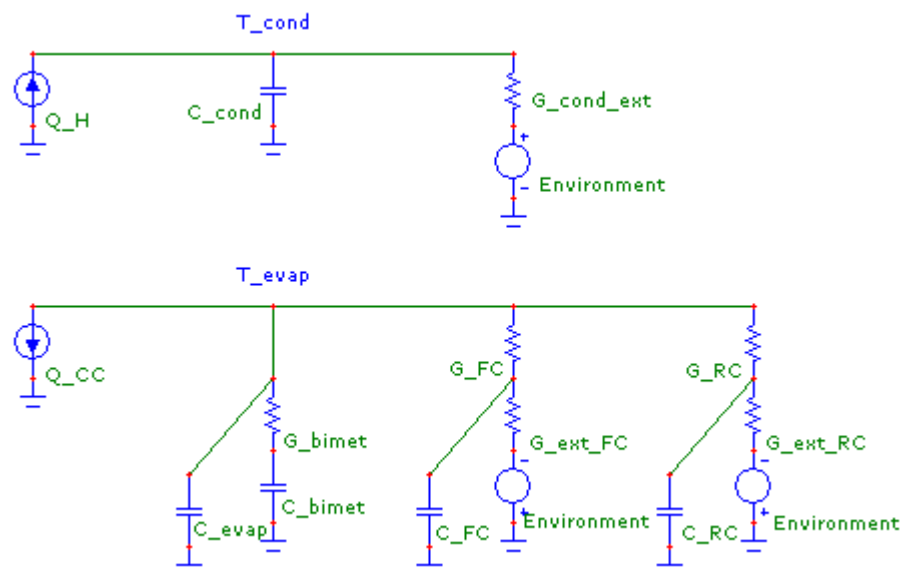 T_cond
G_cond_ext
C_cond
Q_H
+
Environment
-
T_evap
G_FC
G_RC
Q_CC
G_bimet
G_ext_FC
G_ext_RC
-
-
C_bimet
C_evap
C_FC
+
Environment
C_RC
+
Environment